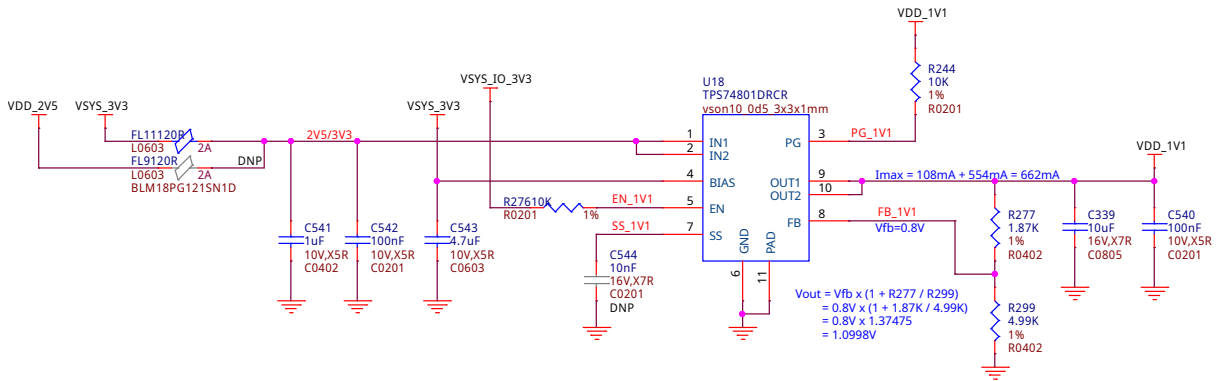 VDD_1V1
VSYS_IO_3V3
U18
TPS74801DRCR
vson10_0d5_3x3x1mm
R244
10K
1%
R0201
VDD_2V5
VSYS_3V3
VSYS_3V3
FL11120R
L0603
2A
2V5/3V3
1
IN1
2
IN2
PG
3
PG_1V1
FL9120R
DNP
L0603
2A
BLM18PG121SN1D
VDD_1V1
4
BIAS
OUT1
9
OUT2
10
Imax = 108mA + 554mA = 662mA
R27610K
R0201
1%
EN_1V1
5
EN
SS_1V1
7
SS
FB
8
FB_1V1
Vfb=0.8V
GND
PAD
6
11
C541
1uF
10V,X5R
C0402
C542
100nF
10V,X5R
C0201
C543
4.7uF
10V,X5R
C0603
C544
10nF
16V,X7R
C0201
DNP
R277
1.87K
1%
R0402
C339
10uF
16V,X7R
C0805
C540
100nF
10V,X5R
C0201
Vout = Vfb x (1 + R277 / R299)
= 0.8V x (1 + 1.87K / 4.99K)
= 0.8V x 1.37475
= 1.0998V
R299
4.99K
1%
R0402